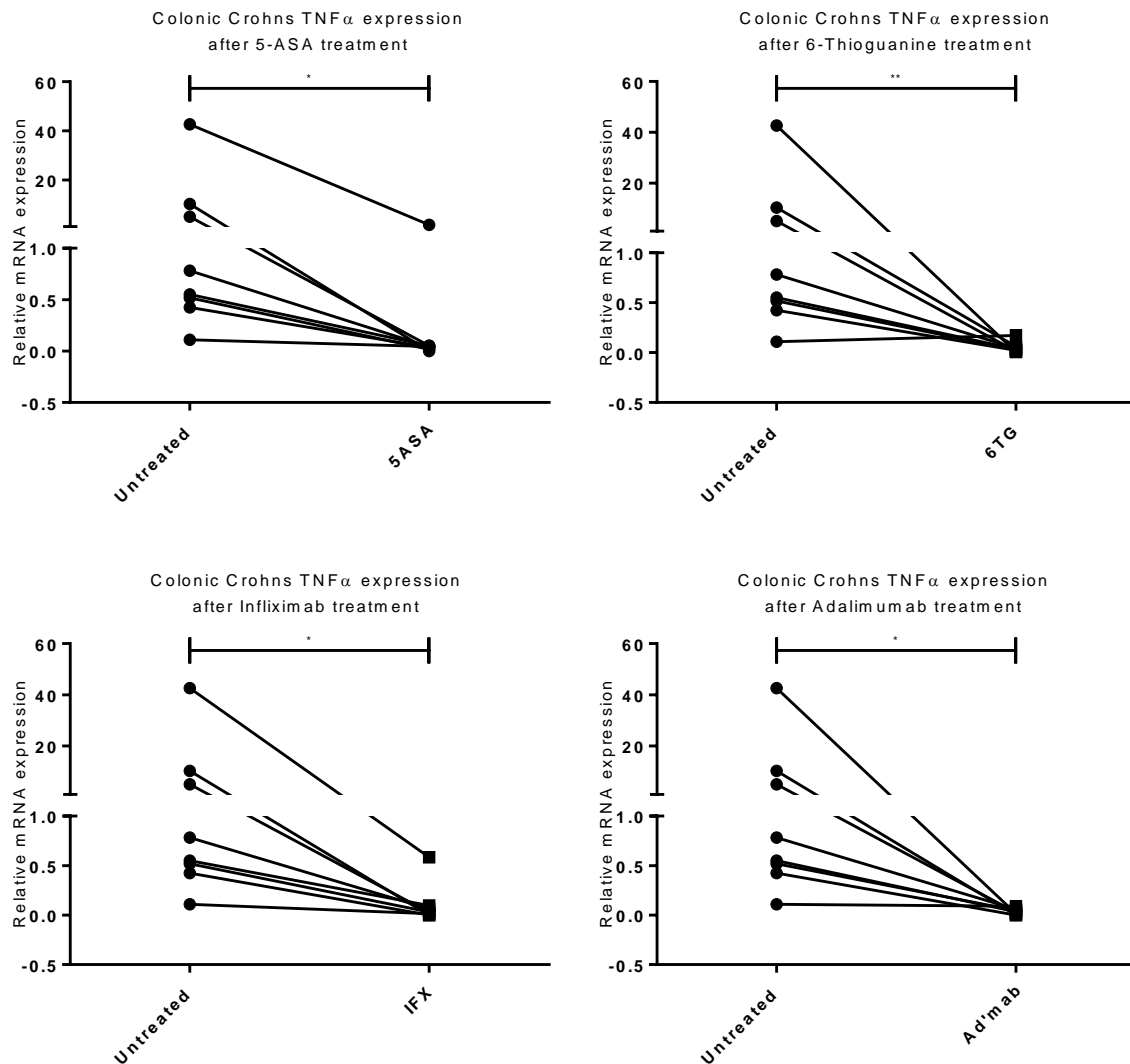 Colonic Crohns TNFα expression
after 5-ASA treatment
*
Relative mRNA expression
60
40
20
1.0
0.5
0.0
-0.5
Untreated
5ASA
Colonic Crohns TNFα expression
after 6-Thioguanine treatment
**
Relative mRNA expression
60
40
20
1.0
0.5
0.0
-0.5
Untreated
6TG
Colonic Crohns TNFα expression
after Infliximab treatment
*
Relative mRNA expression
60
40
20
1.0
0.5
0.0
-0.5
Untreated
IFX
Colonic Crohns TNFα expression
after Adalimumab treatment
*
Relative mRNA expression
60
40
20
1.0
0.5
0.0
-0.5
Untreated
Ad'mab